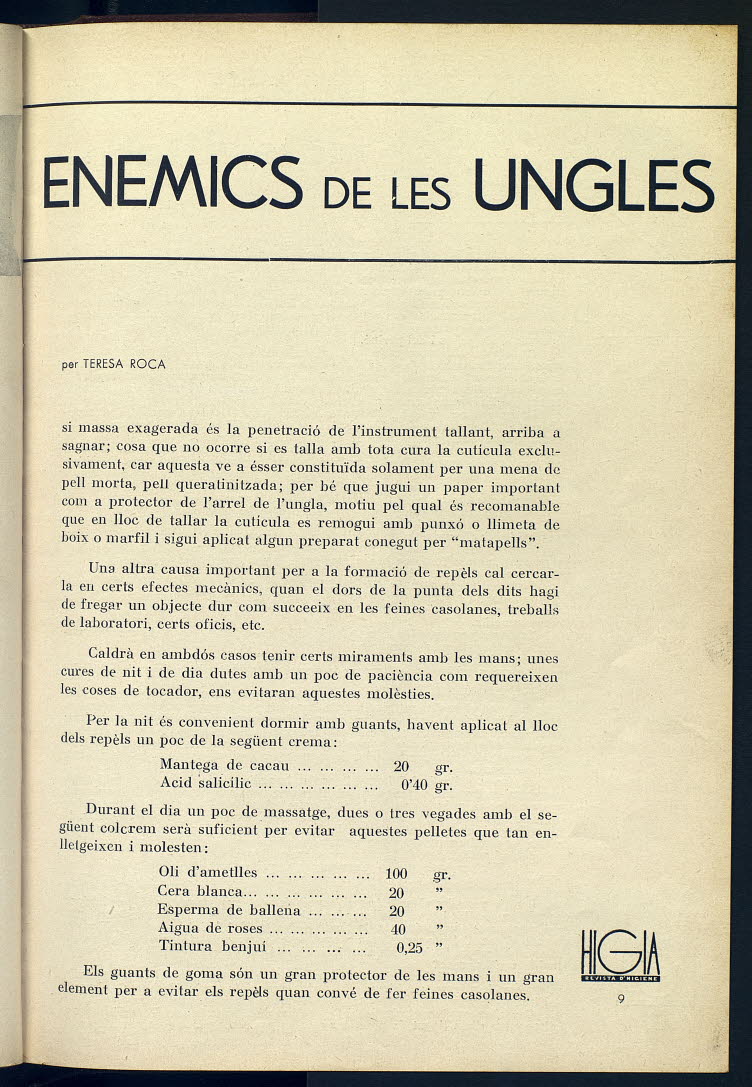 ENEMICS DE LES UNGLES
per TERESA ROCA
si massa exagerada és la penetració de l'instrument tallant, arriba a
sagnar; cosa que no ocorre si es talla amb tota cura la cutícula exclu-
sivament, car aquesta ve a ésser constituïda solament per una mena de
pell morta, pell queratinitzada; per bé que jugui un paper important
com a protector de l'arrel de l'ungla, motiu pel qual és recomanable
que en lloc de tallar la cutícula es remogui amb punxó o llimeta de
boix o marfil i sigui aplicat algun preparat conegut per "matapells".
Una altra causa important per a la formació de repèls cal cercar-
la en certs efectes mecànics, quan el dors de la punta dels dits hagi
de fregar un objecte dur com succeeix en les feines casolanes, treballs
de laboratori, certs oficis, etc.
Caldrà en ambdós casos tenir certs miraments amb les mans; unes
cures de nit i de dia dutes amb un poc de paciència com requereixen
les coses de tocador, ens evitaran aquestes molèsties.
Per la nit és convenient dormir amb guants, havent aplicat al lloc
dels repèls un poc de la següent crema:
Mantega de cacau ... ... ... ... 20 gr.
Acid salicílic ... ... ... ... ... ... 0'40 gr.
Durant el dia un poc de massatge, dues o tres vegades amb el se-
güent colcrem serà suficient per evitar aquestes pelletes que tan en-
lletgeixen i molesten:
Oli d'ametlles ... ... ... ... ... 100 gr.
Cera blanca... ... ... ... ... ... 20 "
Esperma de ballena ... ... ... 20 "
Aigua de roses ... ... ... ... ... 40 "
Tintura benjuí ... ... ... ... 0,25 "
Els guants de goma són un gran protector de les mans i un gran
element per a evitar els repèls quan convé de fer feines casolanes.
HIGIA
REVISTA D'HIGIENE
9